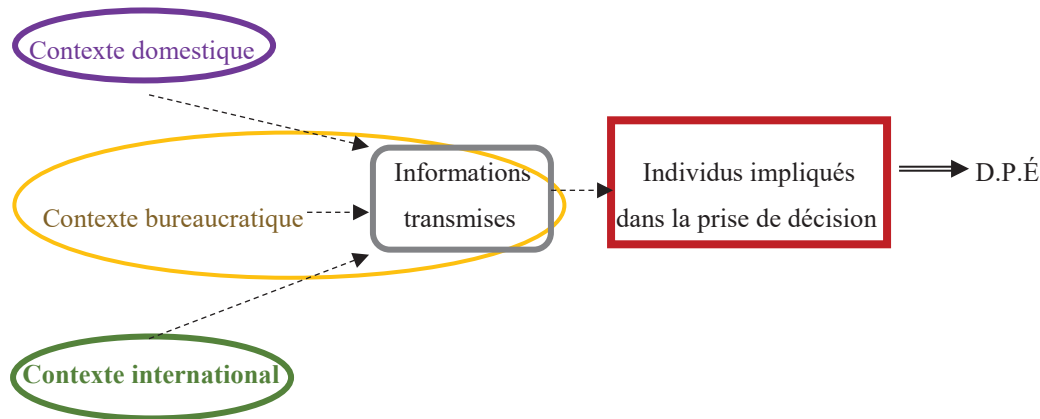 Contexte domestique
Informations
transmises
Contexte bureaucratique
Individus impliqués
dans la prise de décision
D.P.É
Contexte international